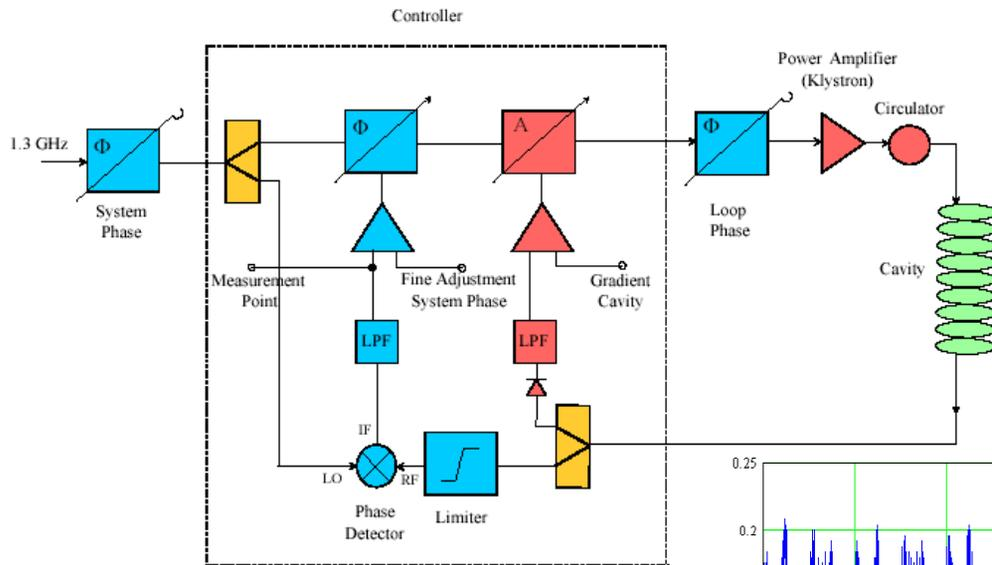 Controller
Power Amplifier
(Klystron)
Circulator
1.3 GHz
Φ
Φ
A
Φ
System
Phase
Loop
Phase
Measurement
Point
Fine Adjustment
System Phase
Gradient
Cavity
Cavity
LPF
LPF
IF
LO
RF
Phase
Detector
Limiter
0.25
0.2